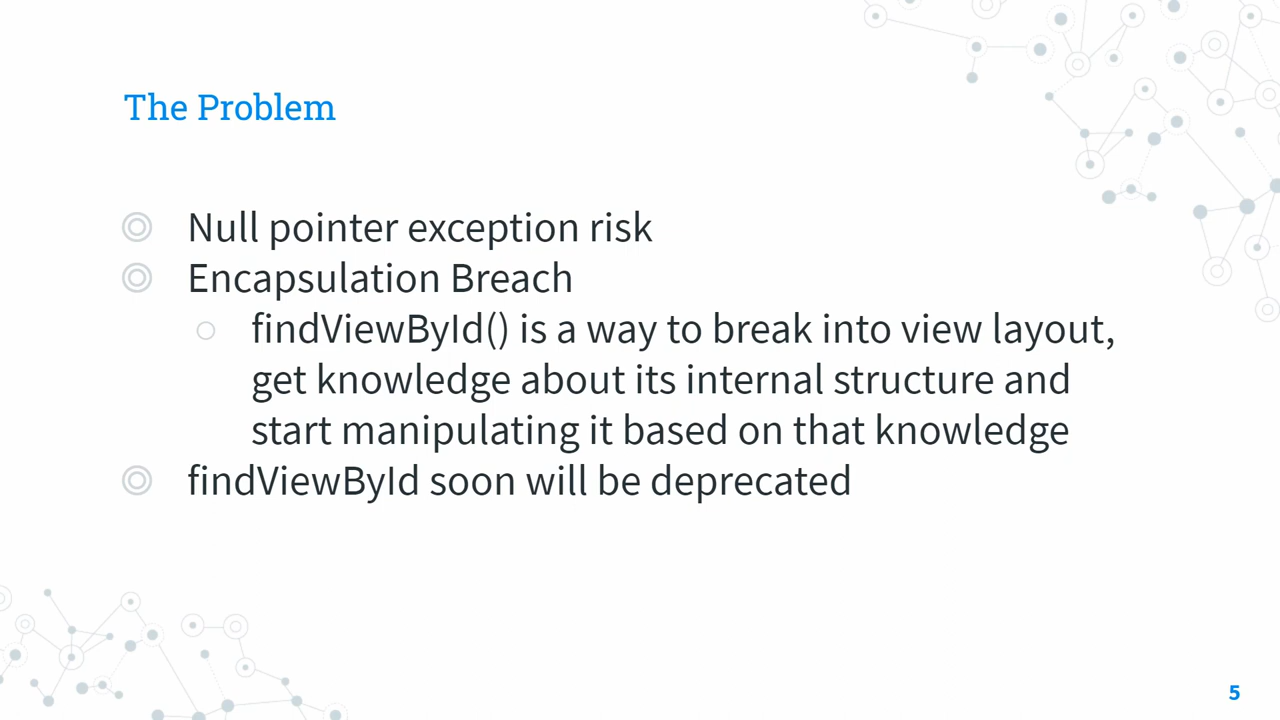 The Problem
Null pointer exception risk
Encapsulation Breach
findViewById() is a way to break into view layout,
get knowledge about its internal structure and
start manipulating it based on that knowledge
findViewById soon will be deprecated
5